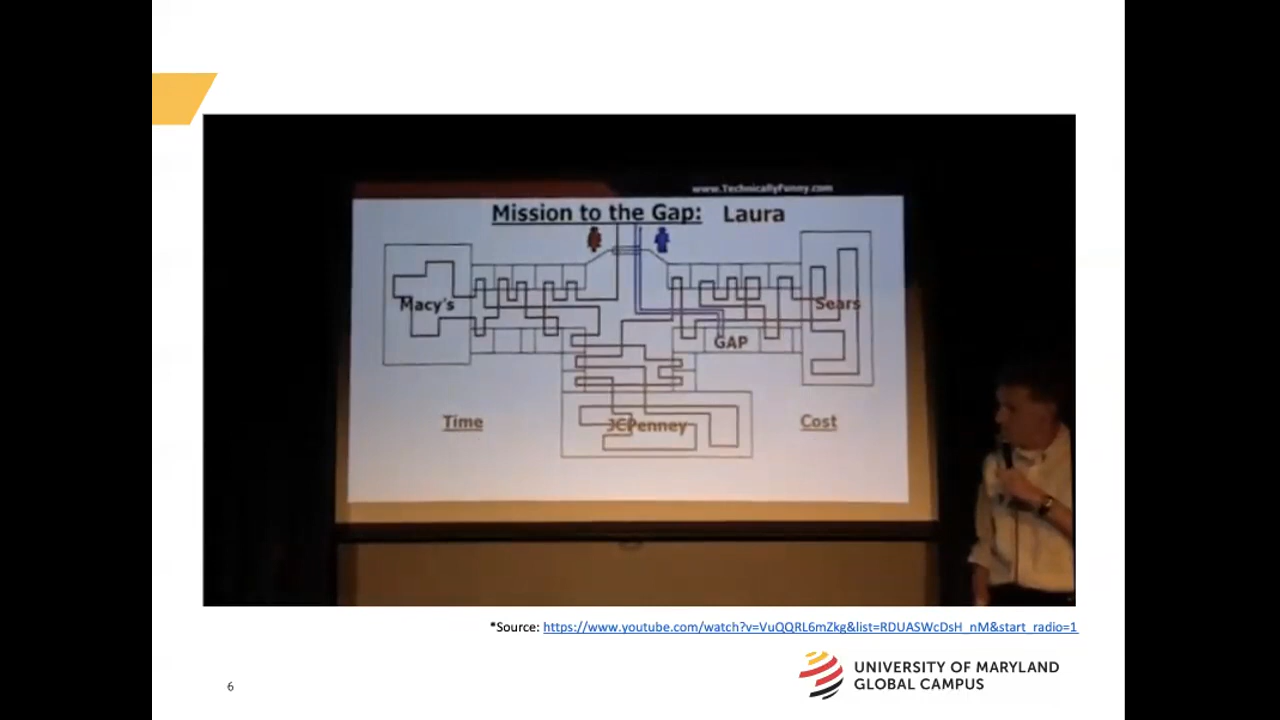 www.TechnicallyFunny.com
Mission to the Gap: Laura
Macy's
Sears
GAP
Time
JCPenney
Cost
*Source: https://www.youtube.com/watch?v=VuQQRL6mZkg&list=RDUASWcDsH_nM&start_radio=1
6
UNIVERSITY OF MARYLAND
GLOBAL CAMPUS